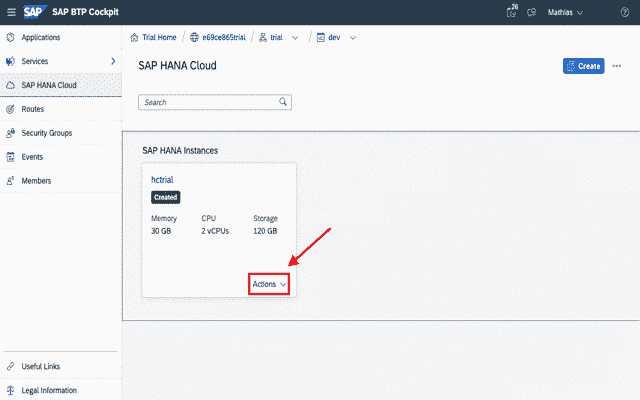 SAP SAP BTP Cockpit
26
Mathias
Applications
Services
SAP HANA Cloud
Routes
Security Groups
Events
Members
Useful Links
Legal Information
Trial Home / e69ce865trial / trial / dev
SAP HANA Cloud
Create
Search
SAP HANA Instances
hctrial
Created
Memory CPU Storage
30 GB 2 vCPUs 120 GB
Actions